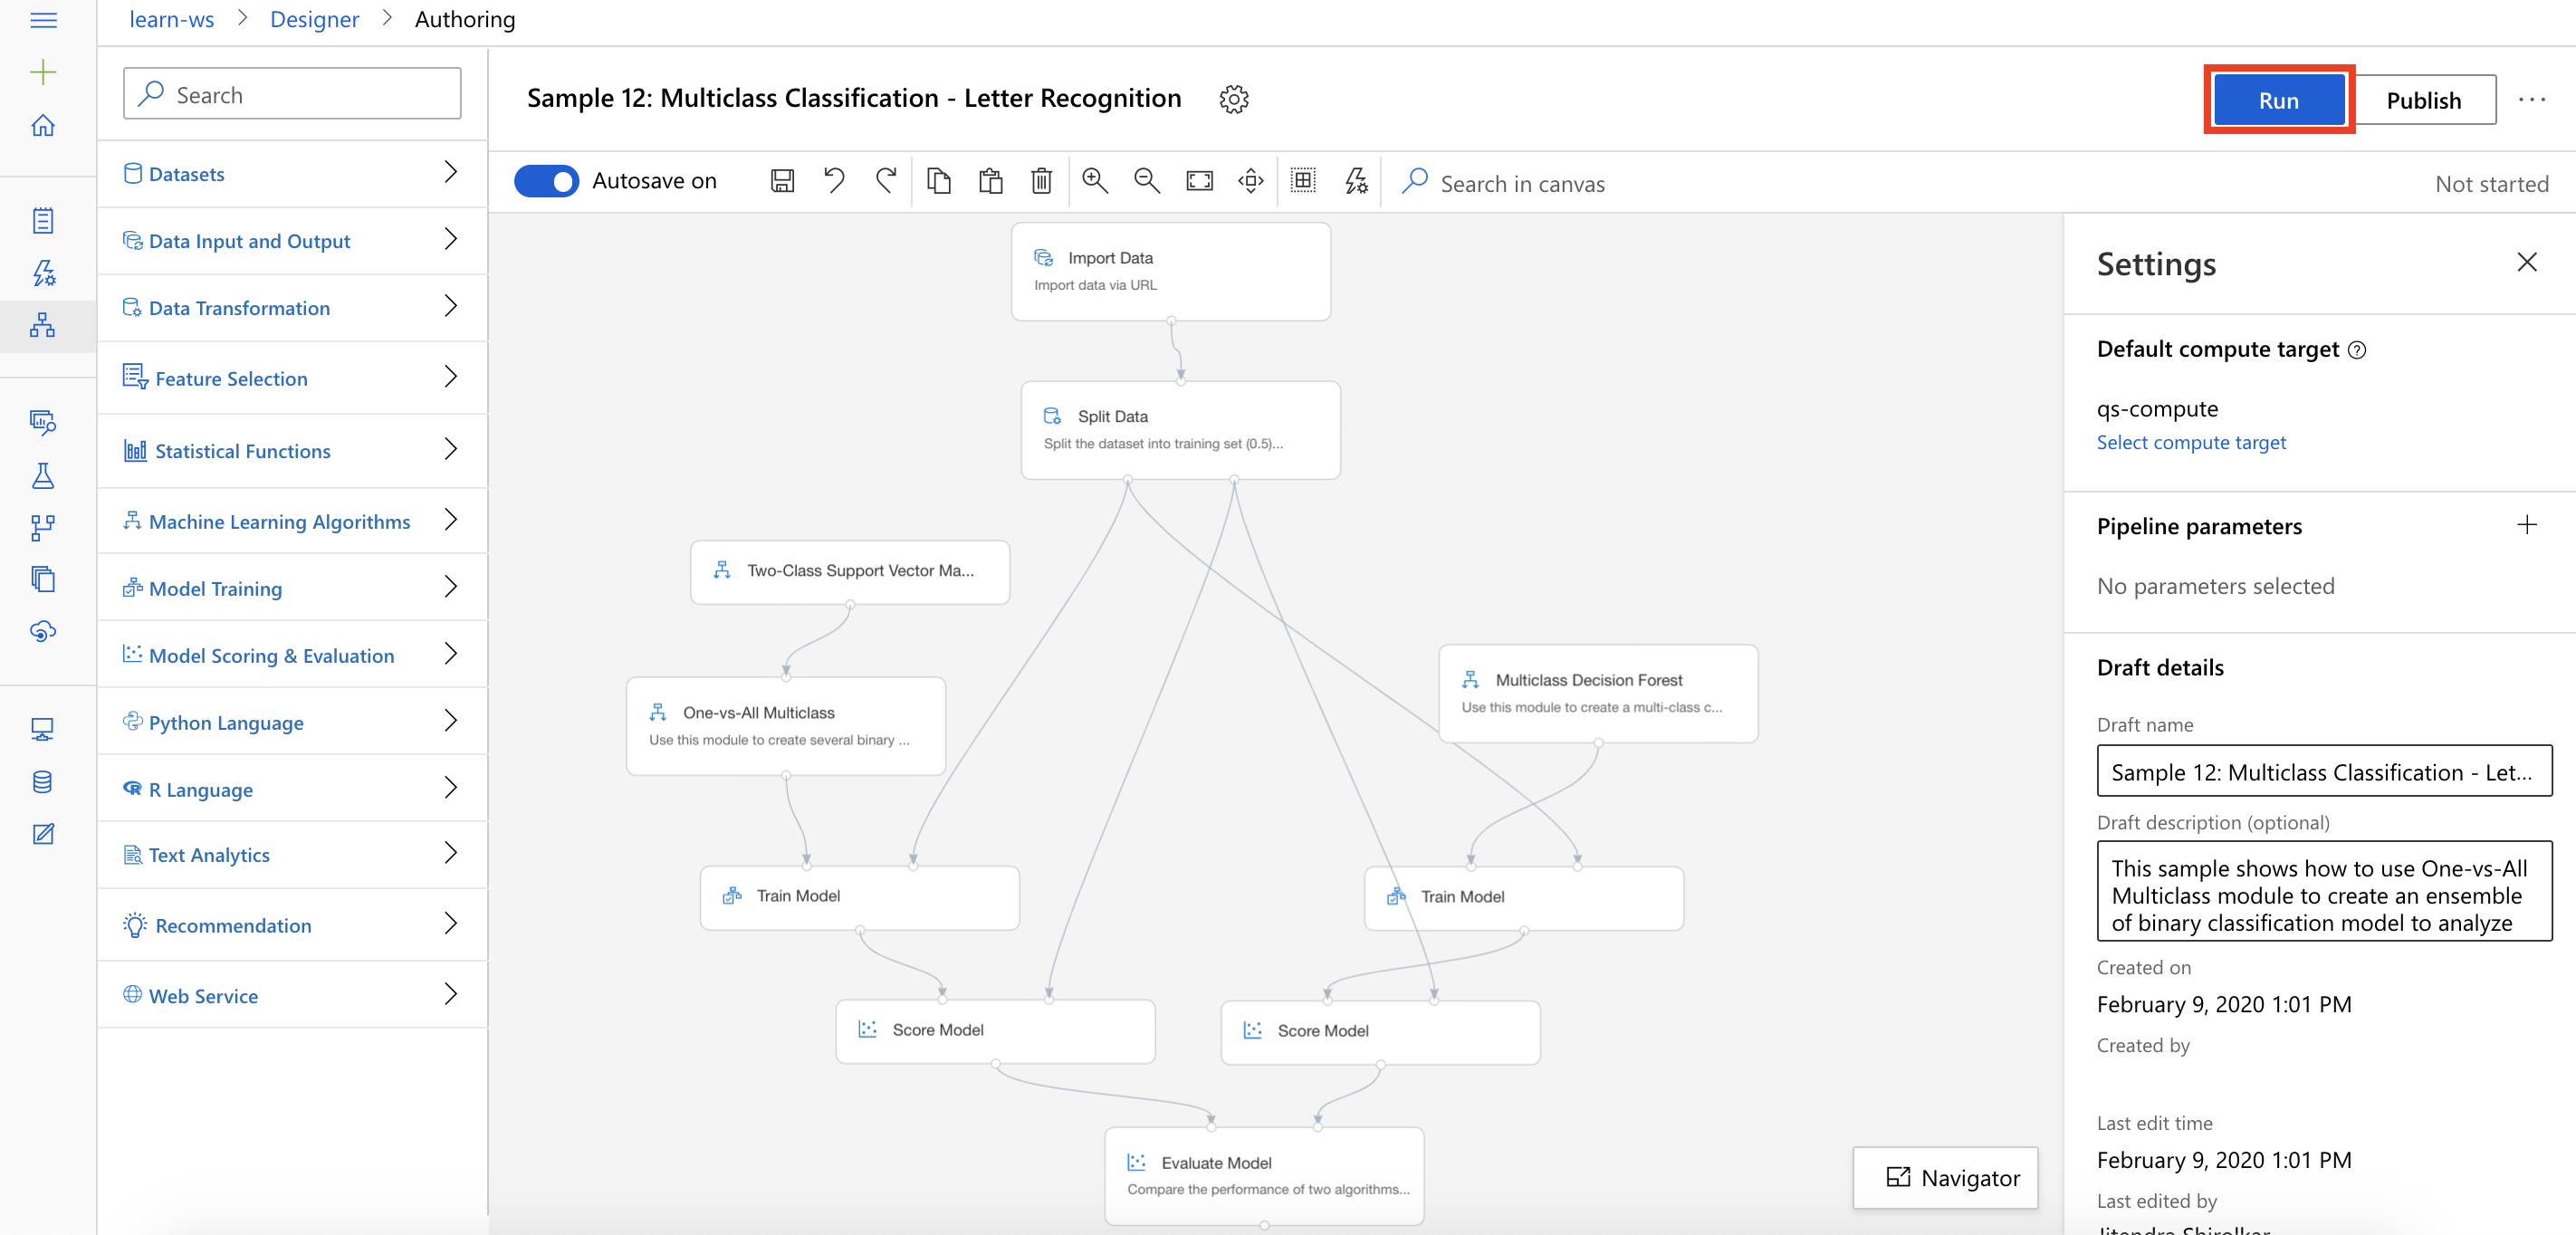 learn-ws > Designer > Authoring
Search
Datasets
Data Input and Output
Data Transformation
Feature Selection
Statistical Functions
Machine Learning Algorithms
Model Training
Model Scoring & Evaluation
Python Language
R Language
Text Analytics
Recommendation
Web Service
Sample 12: Multiclass Classification - Letter Recognition
Run
Publish
Autosave on
Search in canvas
Not started
Import Data
Import data via URL
Split Data
Split the dataset into training set (0.5)...
Two-Class Support Vector Ma...
One-vs-All Multiclass
Use this module to create several binary ...
Multiclass Decision Forest
Use this module to create a multi-class c...
Train Model
Train Model
Score Model
Score Model
Evaluate Model
Compare the performance of two algorithms...
Navigator
Settings
Default compute target
qs-compute
Select compute target
Pipeline parameters
No parameters selected
Draft details
Draft name
Sample 12: Multiclass Classification - Let...
Draft description (optional)
This sample shows how to use One-vs-All
Multiclass module to create an ensemble
of binary classification model to analyze
Created on
February 9, 2020 1:01 PM
Created by
Last edit time
February 9, 2020 1:01 PM
Last edited by
Jitendra Shirolkar